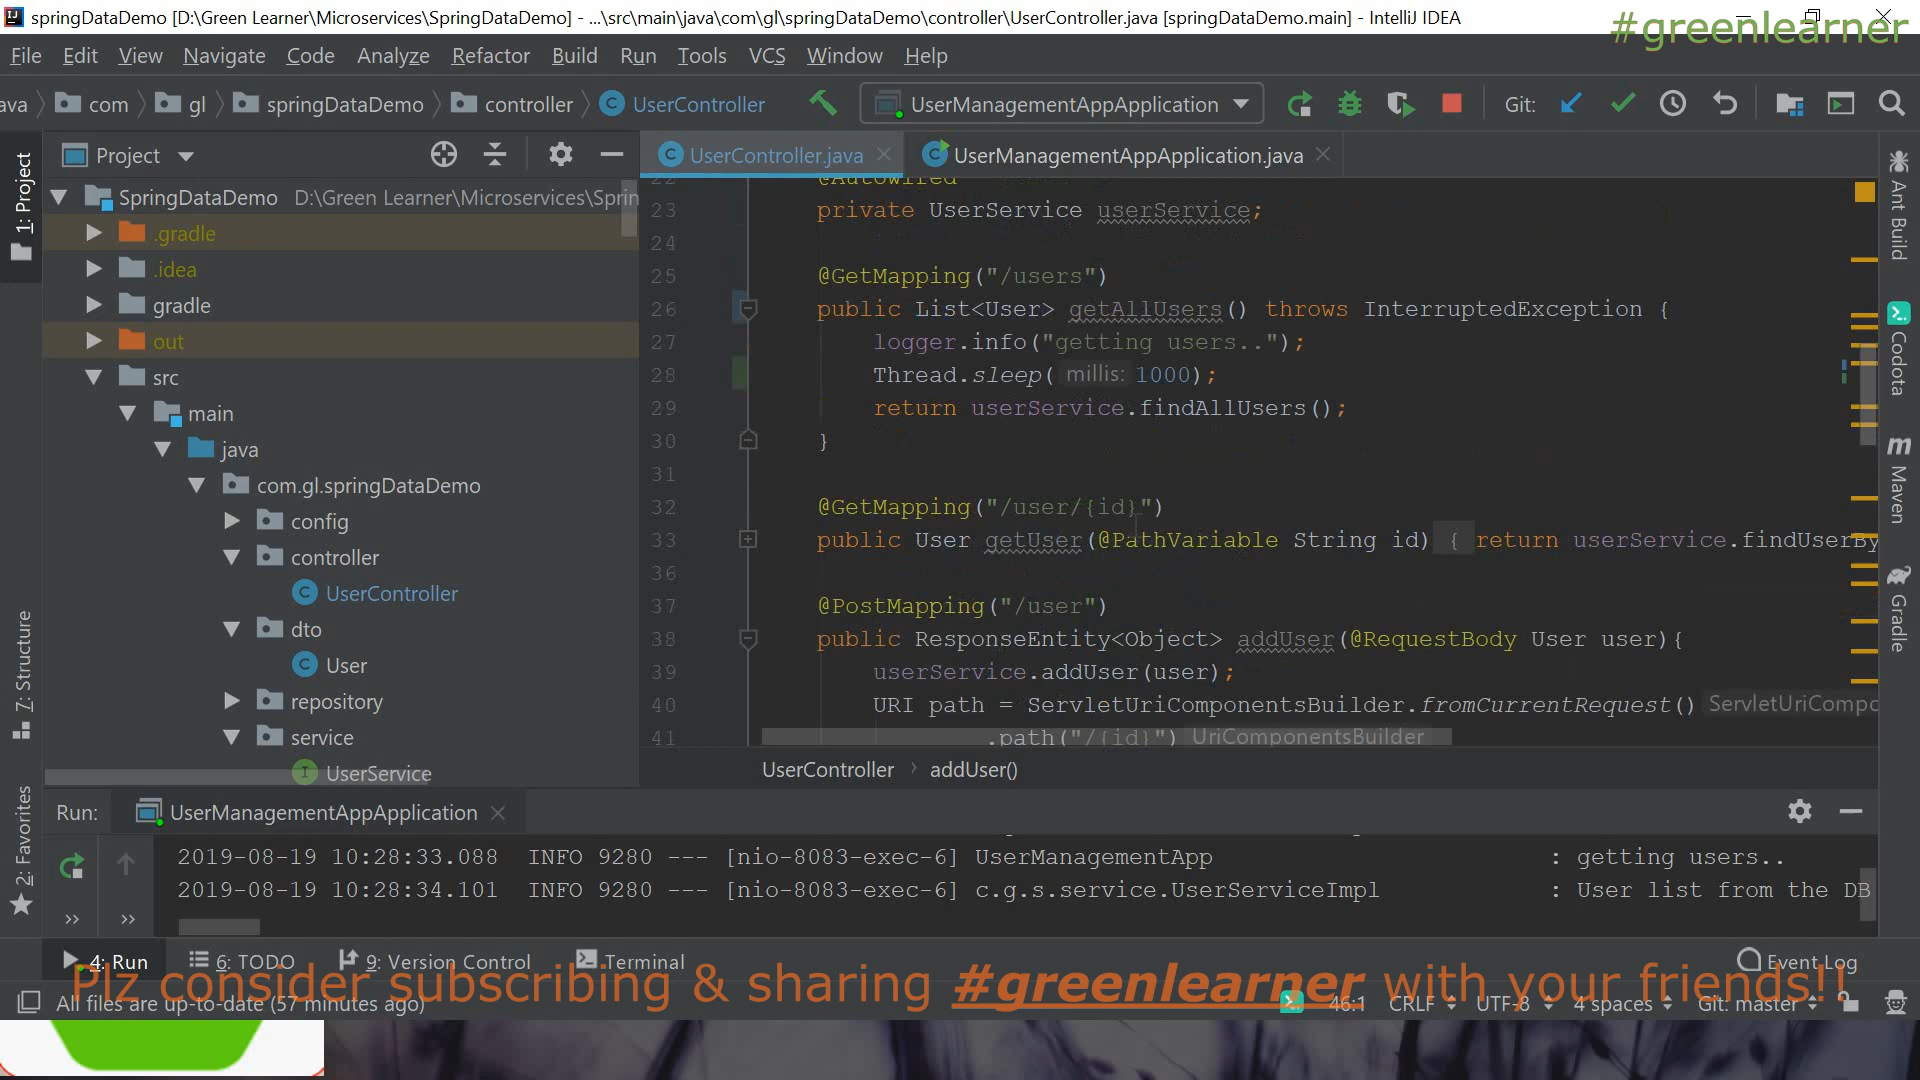 springDataDemo [D:\Green Learner\Microservices\SpringDataDemo] - ...\src\main\java\com\gl\springDataDemo\controller\UserController.java [springDataDemo.main] - IntelliJ IDEA
#greenlearner
File Edit View Navigate Code Analyze Refactor Build Run Tools VCS Window Help
ava com gl springDataDemo controller UserController UserManagementAppApplication Git:
1: Project
Project
UserController.java UserManagementAppApplication.java
SpringDataDemo D:\Green Learner\Microservices\Sprin
.gradle
.idea
gradle
out
src
main
java
com.gl.springDataDemo
config
controller
UserController
dto
User
repository
service
UserService
22 @Autowired
23 private UserService userService;
24
25 @GetMapping("/users")
26 public List<User> getAllUsers() throws InterruptedException {
27 logger.info("getting users..");
28 Thread.sleep( millis: 1000);
29 return userService.findAllUsers();
30 }
31
32 @GetMapping("/user/{id}")
33 public User getUser(@PathVariable String id) { return userService.findUserBy
36
37 @PostMapping("/user")
38 public ResponseEntity<Object> addUser(@RequestBody User user){
39 userService.addUser(user);
40 URI path = ServletUriComponentsBuilder.fromCurrentRequest() ServletUriCompo
41 .path("/{id}") UriComponentsBuilder
UserController addUser()
Ant Build
Codota
Maven
Gradle
7: Structure
2: Favorites
Run: UserManagementAppApplication
2019-08-19 10:28:33.088 INFO 9280 --- [nio-8083-exec-6] UserManagementApp : getting users..
2019-08-19 10:28:34.101 INFO 9280 --- [nio-8083-exec-6] c.g.s.service.UserServiceImpl : User list from the DB
4: Run 6: TODO 9: Version Control Terminal Event Log
Plz consider subscribing & sharing #greenlearner with your friends!!
All files are up-to-date (57 minutes ago) 46:1 CRLF UTF-8 4 spaces Git: master